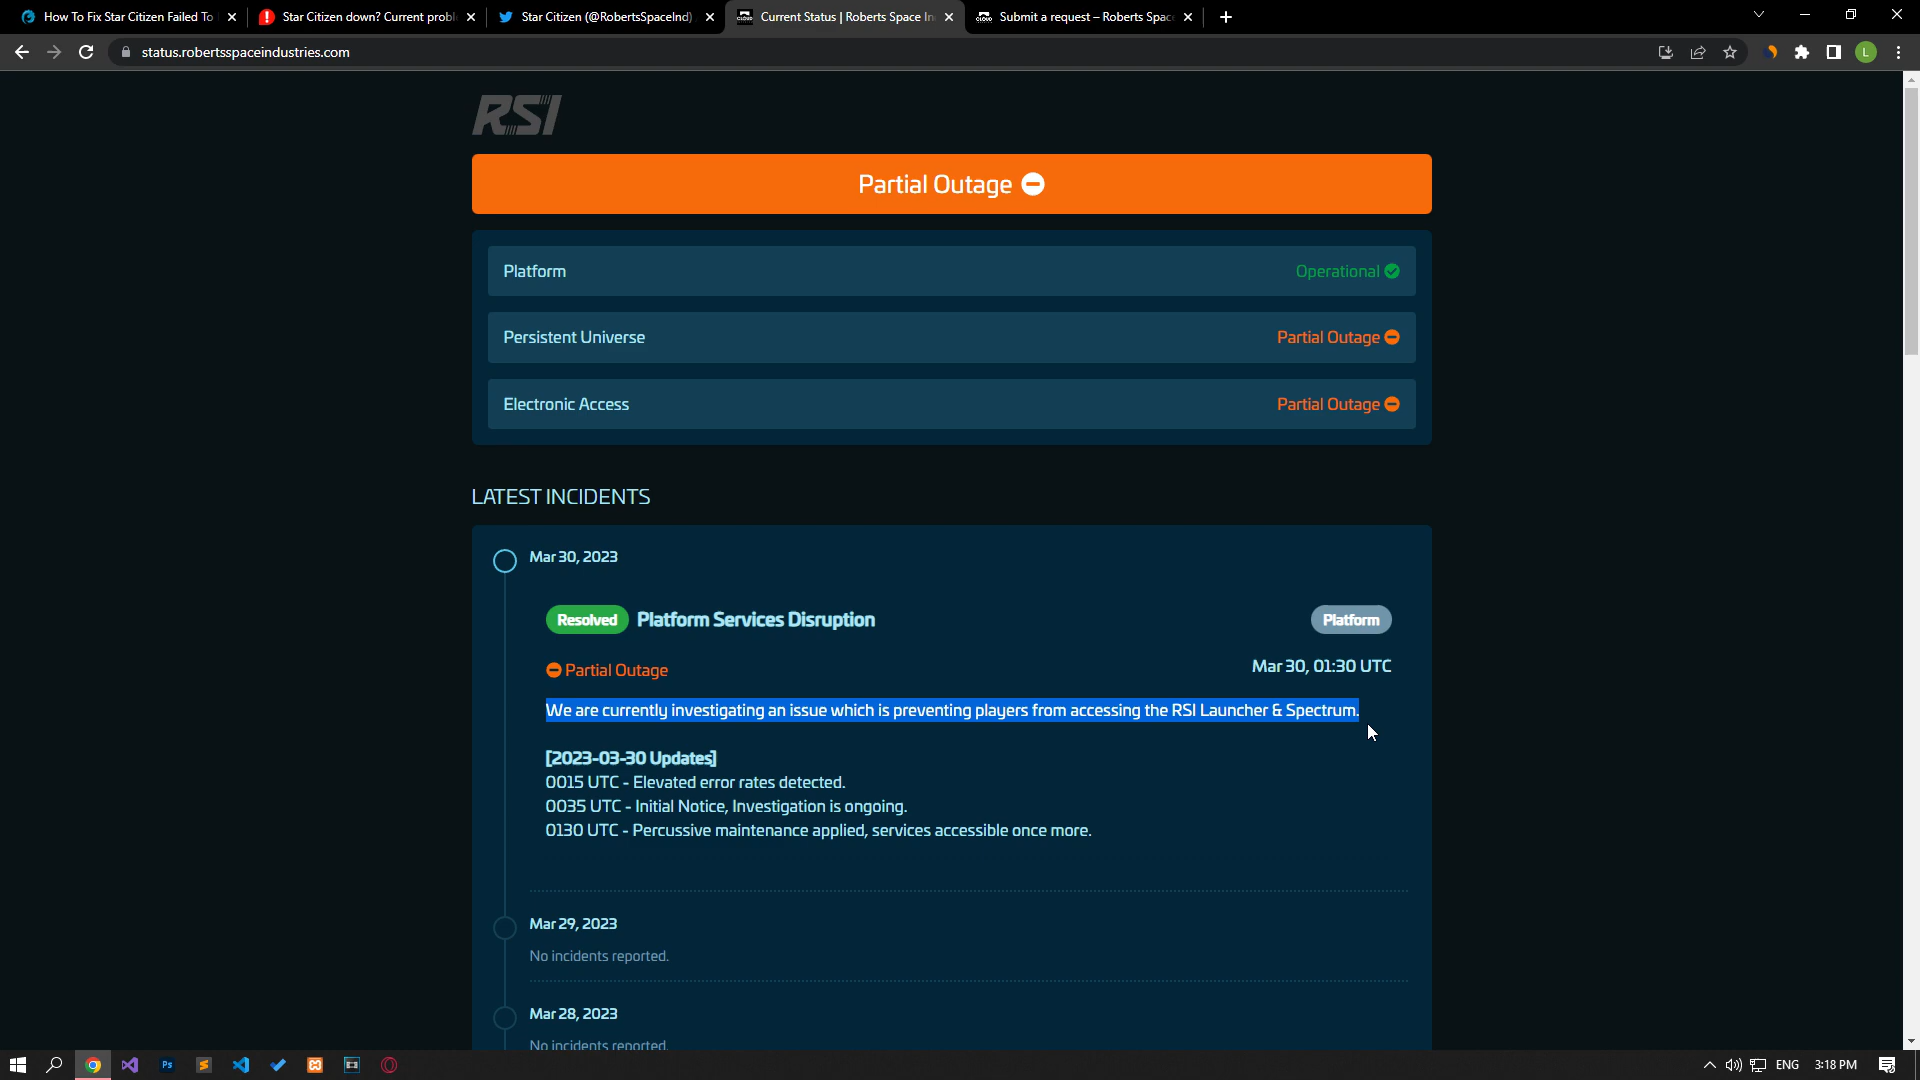 How To Fix Star Citizen Failed To
Star Citizen down? Current probl
Star Citizen (@RobertsSpaceInd)
Current Status | Roberts Space In
Submit a request – Roberts Spac
status.robertsspaceindustries.com
L
RSI
Partial Outage
Platform
Operational
Persistent Universe
Partial Outage
Electronic Access
Partial Outage
LATEST INCIDENTS
Mar 30, 2023
Resolved Platform Services Disruption
Platform
Partial Outage
Mar 30, 01:30 UTC
We are currently investigating an issue which is preventing players from accessing the RSI Launcher & Spectrum.
[2023-03-30 Updates]
0015 UTC - Elevated error rates detected.
0035 UTC - Initial Notice, Investigation is ongoing.
0130 UTC - Percussive maintenance applied, services accessible once more.
Mar 29, 2023
No incidents reported.
Mar 28, 2023
No incidents reported.
Ps
ENG
3:18 PM